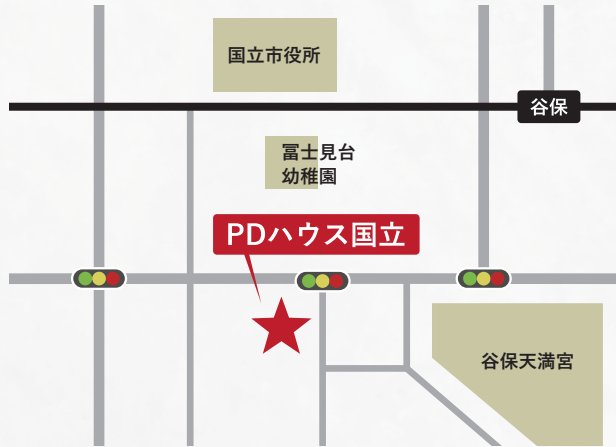 国立市役所
谷保
冨士見台
幼稚園
PDハウス国立
谷保天満宮